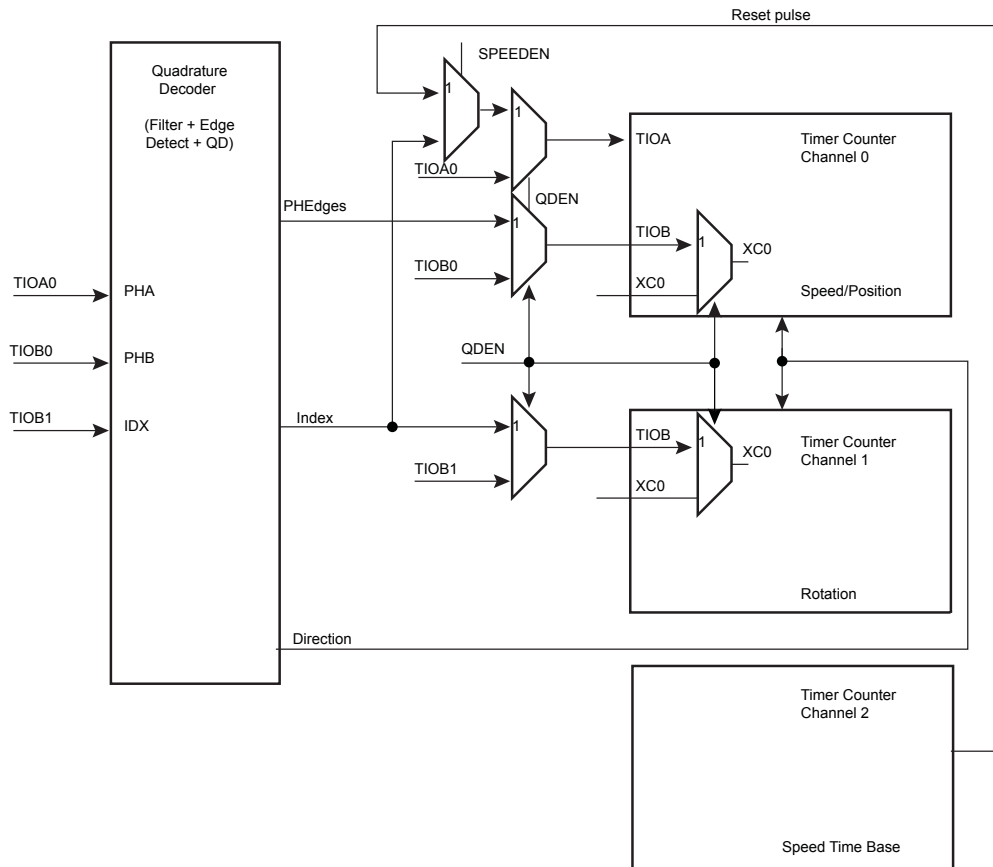 Reset pulse
SPEEDEN
Quadrature
Decoder
(Filter + Edge
Detect + QD)
1
1
TIOA
Timer Counter
Channel 0
TIOA0
QDEN
PHEdges
1
TIOB
1
XC0
TIOB0
XC0
Speed/Position
TIOA0
PHA
QDEN
TIOB0
PHB
TIOB1
IDX
Index
1
TIOB
1
Timer Counter
Channel 1
XC0
TIOB1
XC0
Rotation
Direction
Timer Counter
Channel 2
Speed Time Base